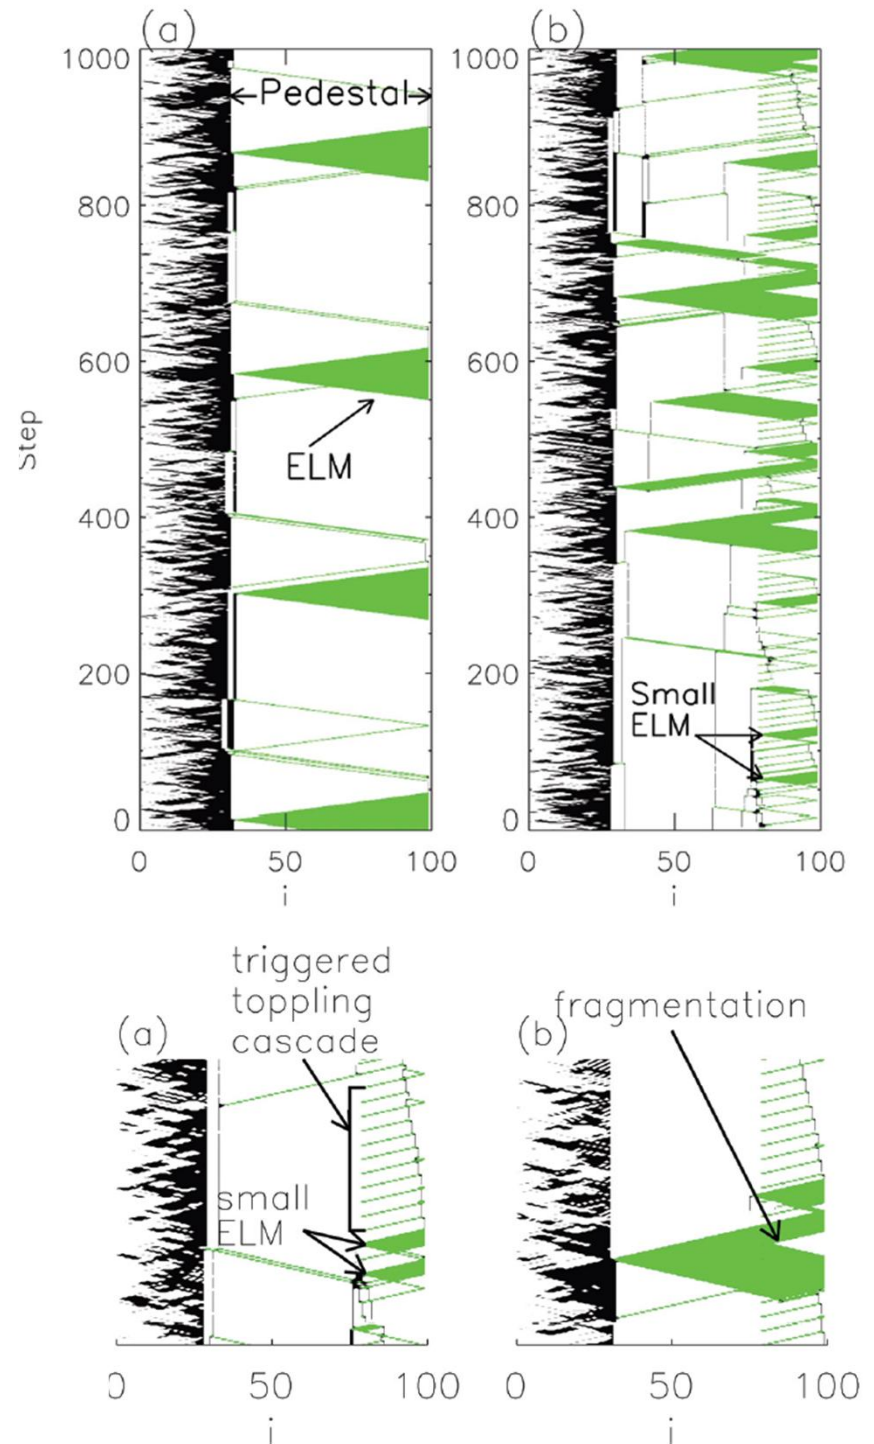 (a)
(b)
1000
800
600
400
200
0
Step
←Pedestal→
ELM
0
50
100
i
1000
800
600
400
200
0
Small
ELM
0
50
100
i
triggered
toppling
cascade
(a)
small
ELM
0
50
100
i
fragmentation
(b)
0
50
100
i